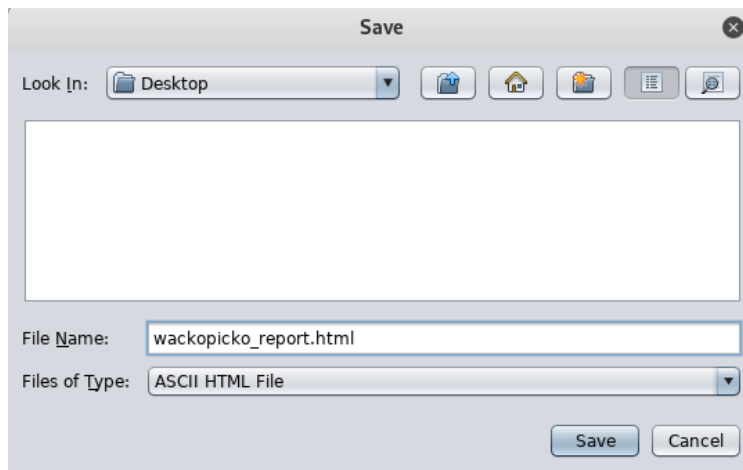 Save
Look In: Desktop
File Name: wackopicko_report.html
Files of Type: ASCII HTML File
Save Cancel